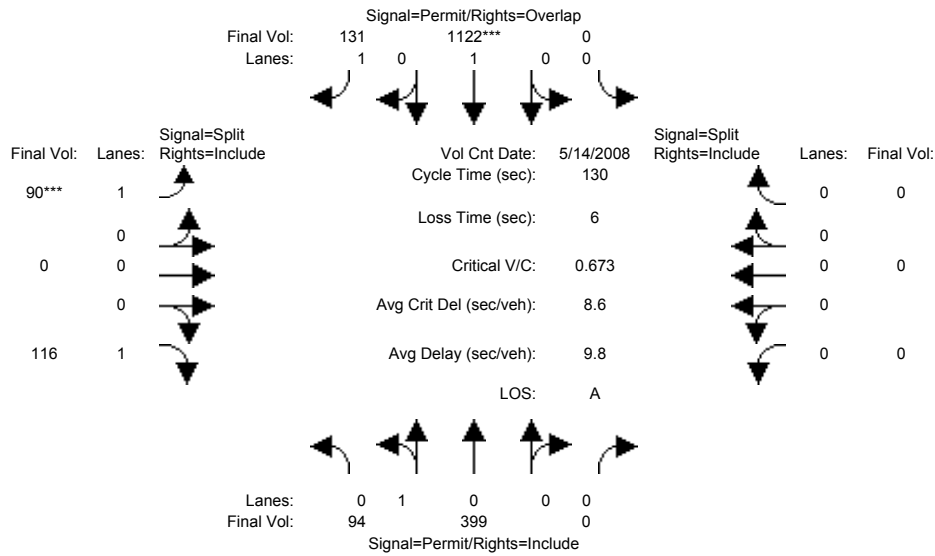 Signal=Permit/Rights=Overlap
Final Vol: 131 1122*** 0
Lanes: 1 0 1 0 0
Signal=Split Signal=Split
Final Vol: Lanes: Rights=Include Vol Cnt Date: 5/14/2008 Rights=Include Lanes: Final Vol:
Cycle Time (sec): 130
90*** 1 0 0
Loss Time (sec): 6
0 0
0 0 Critical V/C: 0.673 0 0
0 Avg Crit Del (sec/veh): 8.6 0
116 1 Avg Delay (sec/veh): 9.8 0 0
LOS: A
Lanes: 0 1 0 0 0
Final Vol: 94 399 0
Signal=Permit/Rights=Include